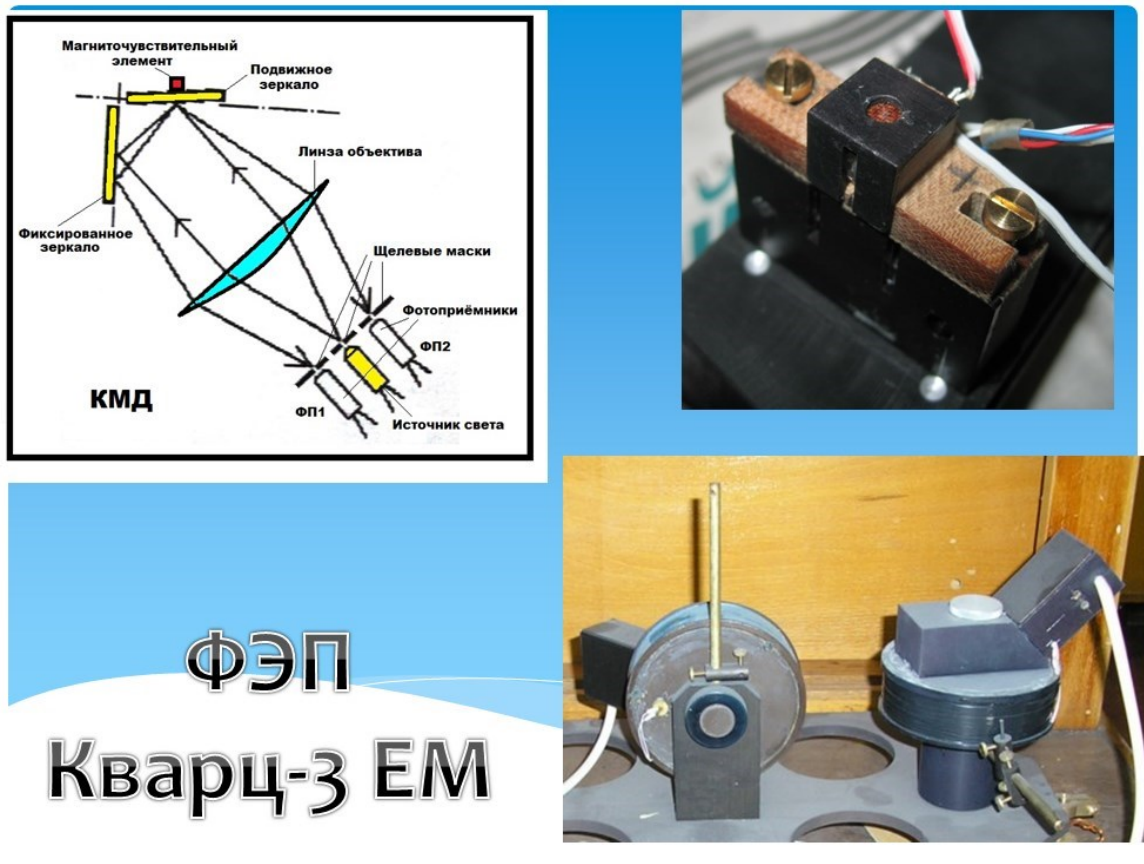 Магниточувствительный
элемент
Подвижное
зеркало
Линза объектива
Фиксированное
зеркало
Щелевые маски
Фотоприёмники
ФП2
КМД
ФП1
Источник света
ФЭП
Кварц-3 ЕМ